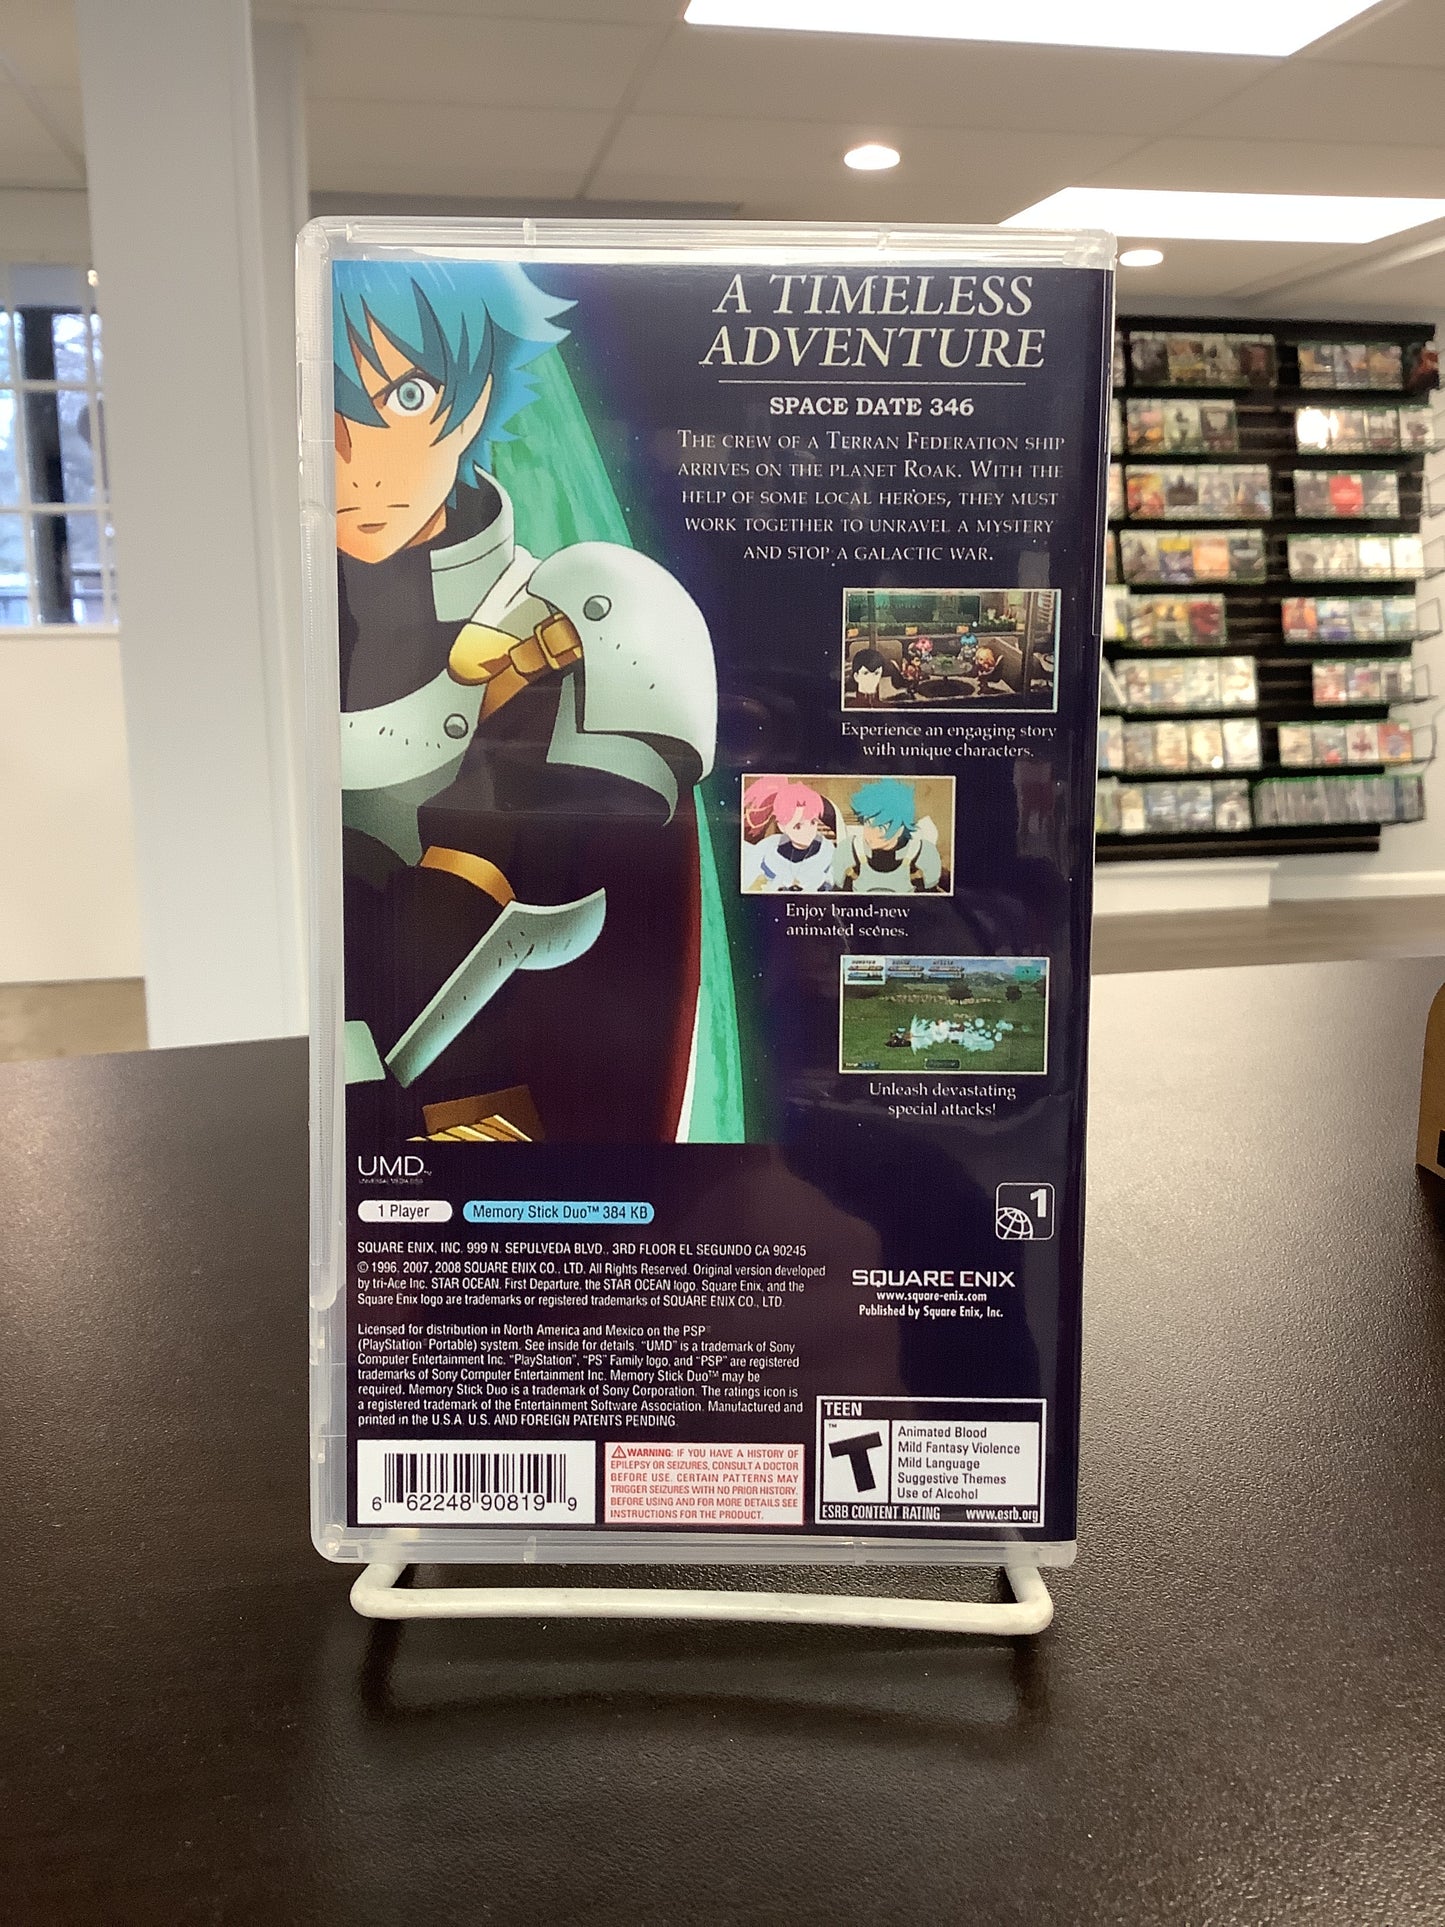 A TIMELESS
ADVENTURE
SPACE DATE 346
THE CREW OF A TERRAN FEDERATION SHIP
ARRIVES ON THE PLANET ROAK. WITH THE
HELP OF SOME LOCAL HEROES, THEY MUST
WORK TOGETHER TO UNRAVEL A MYSTERY
AND STOP A GALACTIC WAR.
Experience an engaging story
with unique characters.
Enjoy brand-new
animated scenes.
Unleash devastating
special attacks!
UMD™
UNIVERSAL MEDIA DISC
1 Player
Memory Stick Duo™ 384 KB
1
SQUARE ENIX, INC. 999 N. SEPULVEDA BLVD., 3RD FLOOR EL SEGUNDO CA 90245
© 1996, 2007, 2008 SQUARE ENIX CO., LTD. All Rights Reserved. Original version developed
by tri-Ace Inc. STAR OCEAN, First Departure, the STAR OCEAN logo, Square Enix, and the
Square Enix logo are trademarks or registered trademarks of SQUARE ENIX CO., LTD.
SQUARE ENIX
www.square-enix.com
Published by Square Enix, Inc.
Licensed for distribution in North America and Mexico on the PSP®
(PlayStation®Portable) system. See inside for details. "UMD" is a trademark of Sony
Computer Entertainment Inc. "PlayStation", "PS" Family logo, and "PSP" are registered
trademarks of Sony Computer Entertainment Inc. Memory Stick Duo™ may be
required. Memory Stick Duo is a trademark of Sony Corporation. The ratings icon is
a registered trademark of the Entertainment Software Association. Manufactured and
printed in the U.S.A. U.S. AND FOREIGN PATENTS PENDING.
6 62248 90819 9
WARNING: IF YOU HAVE A HISTORY OF
EPILEPSY OR SEIZURES, CONSULT A DOCTOR
BEFORE USE. CERTAIN PATTERNS MAY
TRIGGER SEIZURES WITH NO PRIOR HISTORY.
BEFORE USING AND FOR MORE DETAILS SEE
INSTRUCTIONS FOR THE PRODUCT.
TEEN
T
Animated Blood
Mild Fantasy Violence
Mild Language
Suggestive Themes
Use of Alcohol
ESRB CONTENT RATING www.esrb.org